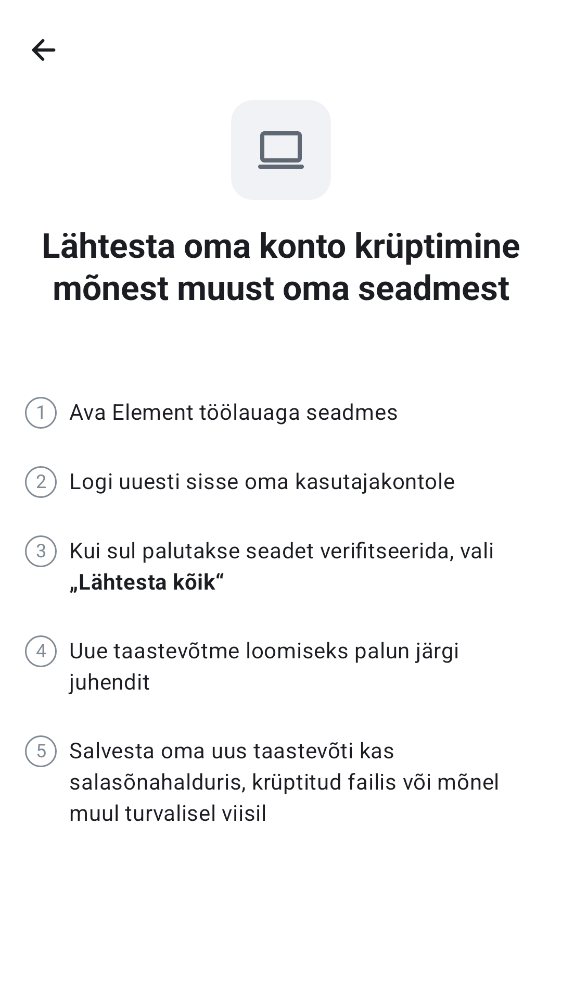 Lähtesta oma konto krüptimine
mõnest muust oma seadmest
1 Ava Element töölauaga seadmes
2 Logi uuesti sisse oma kasutajakontole
3 Kui sul palutakse seadet verifitseerida, vali
„Lähtesta kõik“
4 Uue taastevõtme loomiseks palun järgi
juhendit
5 Salvesta oma uus taastevõti kas
salasõnahalduris, krüptitud failis või mõnel
muul turvalisel viisil